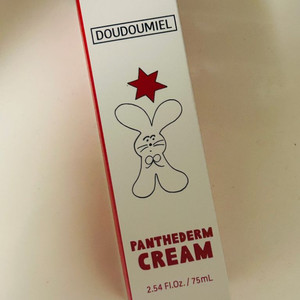 DOUDOUMIEL
PANTHEDERM
CREAM
2.54 Fl.Oz. / 75mL